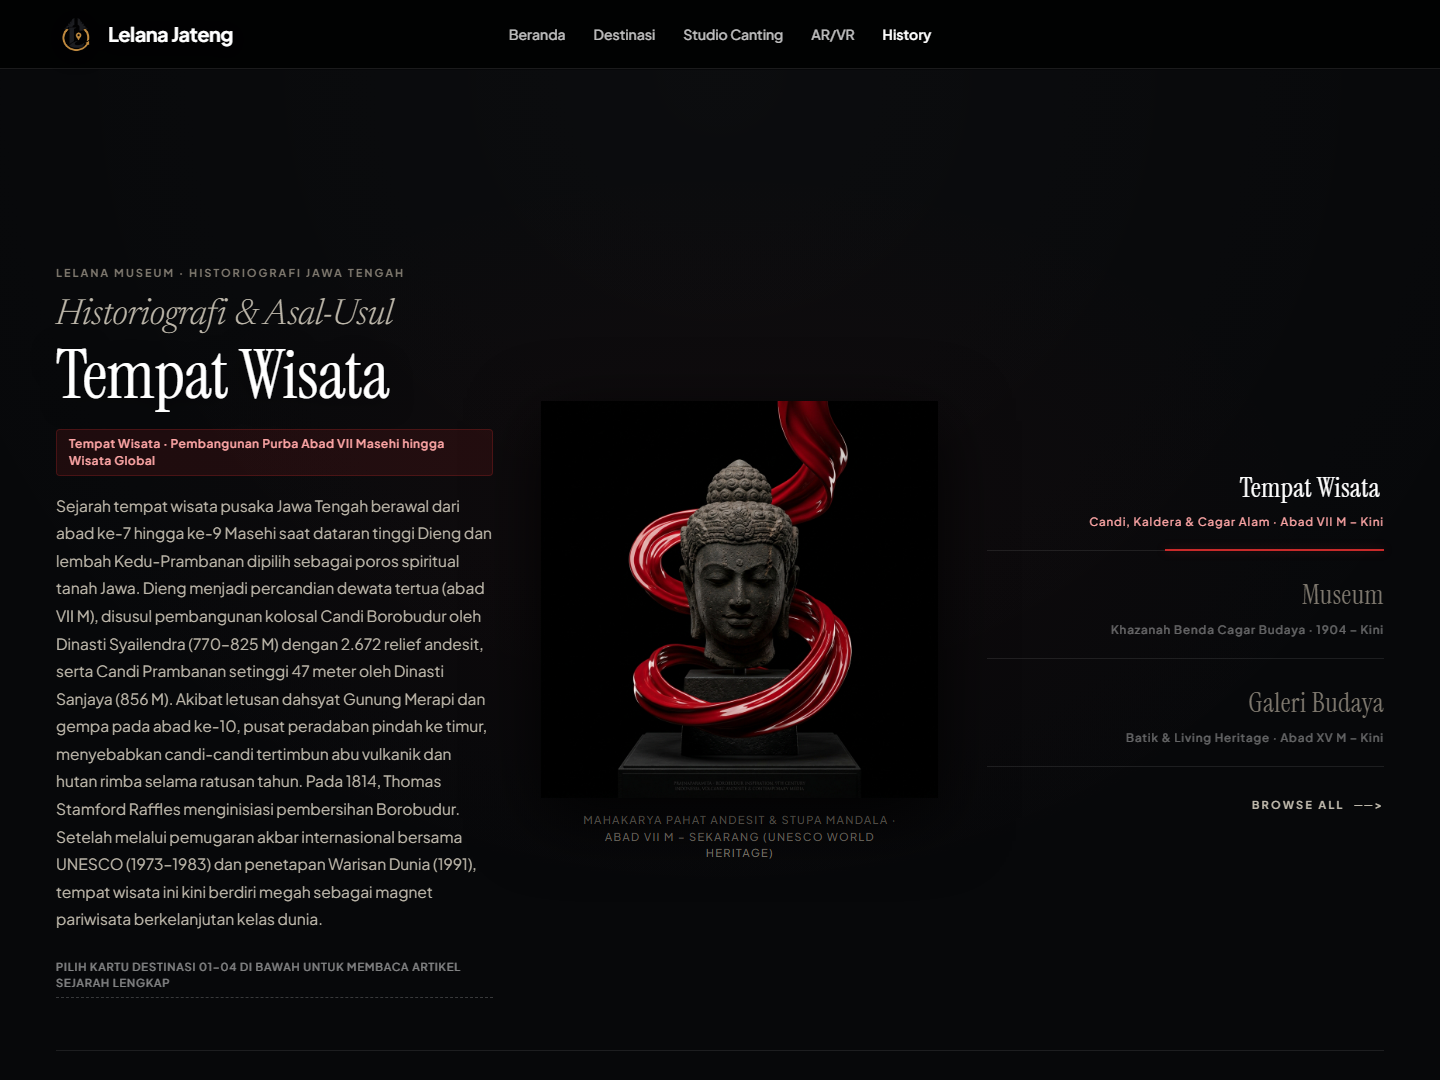 Lelana Jateng
Beranda
Destinasi
Studio Canting
AR/VR
History
LELANA MUSEUM · HISTORIOGRAFI JAWA TENGAH
Historiografi & Asal-Usul
Tempat Wisata
Tempat Wisata · Pembangunan Purba Abad VII Masehi hingga
Wisata Global
Sejarah tempat wisata pusaka Jawa Tengah berawal dari
abad ke-7 hingga ke-9 Masehi saat dataran tinggi Dieng dan
lembah Kedu-Prambanan dipilih sebagai poros spiritual
tanah Jawa. Dieng menjadi percandian dewata tertua (abad
VII M), disusul pembangunan kolosal Candi Borobudur oleh
Dinasti Syailendra (770–825 M) dengan 2.672 relief andesit,
serta Candi Prambanan setinggi 47 meter oleh Dinasti
Sanjaya (856 M). Akibat letusan dahsyat Gunung Merapi dan
gempa pada abad ke-10, pusat peradaban pindah ke timur,
menyebabkan candi-candi tertimbun abu vulkanik dan
hutan rimba selama ratusan tahun. Pada 1814, Thomas
Stamford Raffles menginisiasi pembersihan Borobudur.
Setelah melalui pemugaran akbar internasional bersama
UNESCO (1973–1983) dan penetapan Warisan Dunia (1991),
tempat wisata ini kini berdiri megah sebagai magnet
pariwisata berkelanjutan kelas dunia.
PILIH KARTU DESTINASI 01–04 DI BAWAH UNTUK MEMBACA ARTIKEL
SEJARAH LENGKAP
MAHAKARYA PAHAT ANDESIT & STUPA MANDALA ·
ABAD VII M – SEKARANG (UNESCO WORLD
HERITAGE)
Tempat Wisata
Candi, Kaldera & Cagar Alam · Abad VII M – Kini
Museum
Khazanah Benda Cagar Budaya · 1904 – Kini
Galeri Budaya
Batik & Living Heritage · Abad XV M – Kini
BROWSE ALL ——>